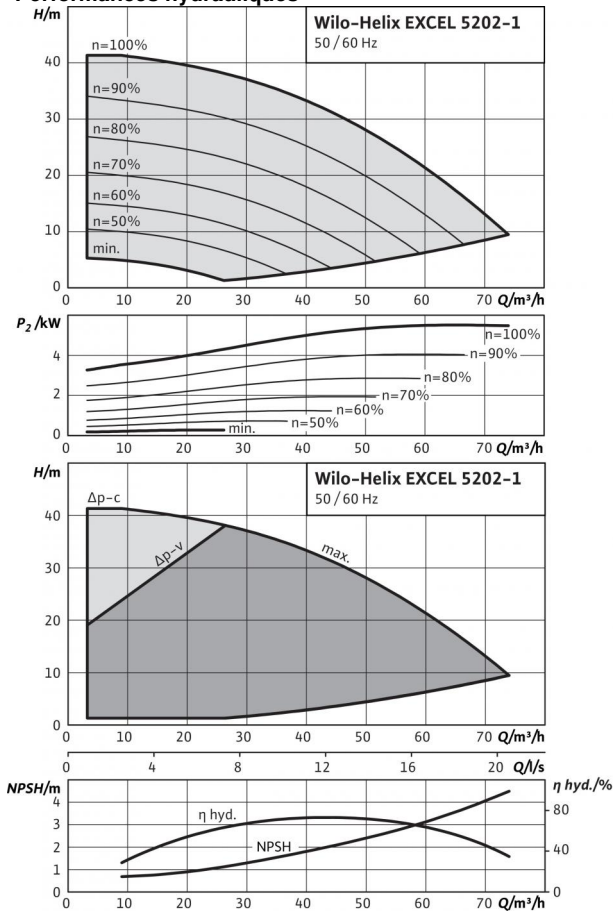 Performances hydrauliques
H/m
Wilo-Helix EXCEL 5202-1
50 / 60 Hz
n=100%
40
n=90%
30
n=80%
20
n=70%
n=60%
10
n=50%
min.
0
0 10 20 30 40 50 60 70 Q/m³/h
P₂ /kW
n=100%
4
n=90%
n=80%
2
n=70%
n=60%
n=50%
min.
0
0 10 20 30 40 50 60 70 Q/m³/h
H/m
Wilo-Helix EXCEL 5202-1
50 / 60 Hz
Δp-c
40
Δp-v
max.
30
20
10
0
0 10 20 30 40 50 60 70 Q/m³/h
0 4 8 12 16 20 Q/l/s
NPSH/m
η hyd./%
4
80
η hyd.
3
2
NPSH
40
1
0
0
0 10 20 30 40 50 60 70 Q/m³/h